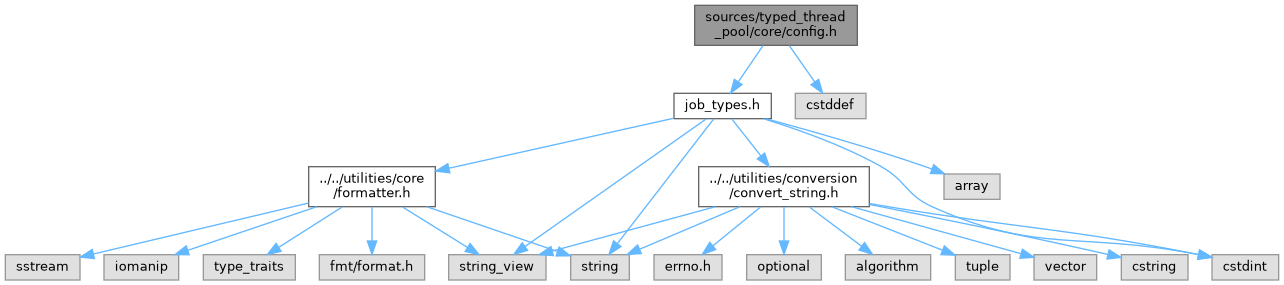 sources/typed_thread
_pool/core/config.h
job_types.h
cstddef
../../utilities/core
/formatter.h
../../utilities/conversion
/convert_string.h
array
sstream
iomanip
type_traits
fmt/format.h
string_view
string
errno.h
optional
algorithm
tuple
vector
cstring
cstdint